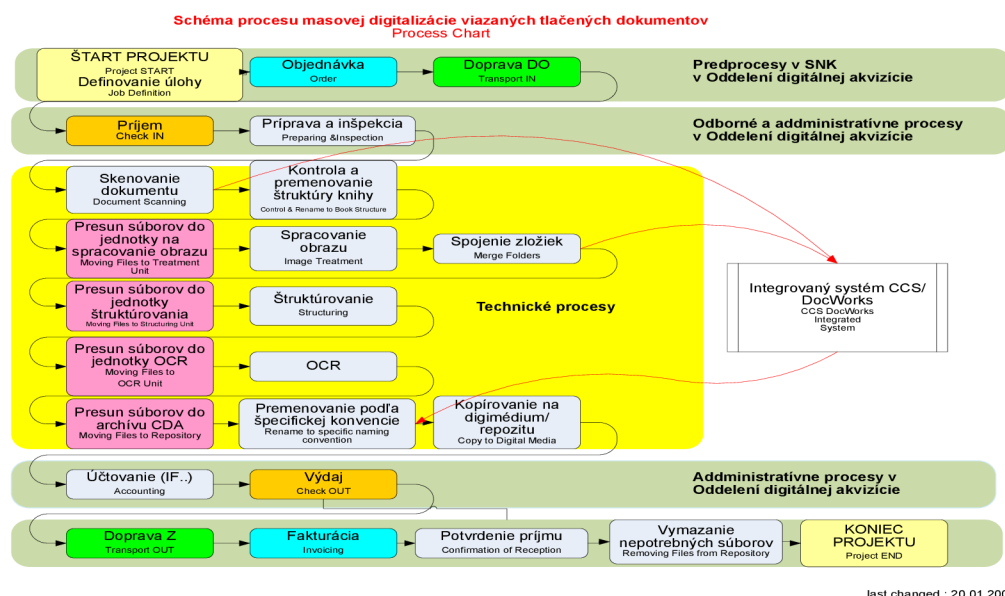 Schéma procesu masovej digitalizácie viazaných tlačených dokumentov
Process Chart
ŠTART PROJEKTU
Project START
Definovanie úlohy
Job Definition
Objednávka
Order
Doprava DO
Transport IN
Predprocesy v SNK
v Oddelení digitálnej akvizície
Príjem
Check IN
Príprava a inšpekcia
Preparing &Inspection
Odborné a addministratívne procesy
v Oddelení digitálnej akvizície
Skenovanie
dokumentu
Document Scanning
Kontrola a
premenovanie
štruktúry knihy
Control & Rename to Book Structure
Presun súborov do
jednotky na
spracovanie obrazu
Moving Files to Treatment
Unit
Spracovanie
obrazu
Image Treatment
Spojenie zložiek
Merge Folders
Integrovaný systém CCS/
DocWorks
CCS DocWorks
Integrated
System
Presun súborov do
jednotky
štruktúrovania
Moving Files to Structuring Unit
Štruktúrovanie
Structuring
Technické procesy
Presun súborov do
jednotky OCR
Moving Files to
OCR Unit
OCR
Presun súborov do
archívu CDA
Moving Files to Repository
Premenovanie podľa
špecifickej konvencie
Rename to specific naming
convention
Kopírovanie na
digimédium/
repozitu
Copy to Digital Media
Účtovanie (IF..)
Accounting
Výdaj
Check OUT
Addministratívne procesy v
Oddelení digitálnej akvizície
Doprava Z
Transport OUT
Fakturácia
Invoicing
Potvrdenie príjmu
Confirmation of Reception
Vymazanie
nepotrebných súborov
Removing Files from Repository
KONIEC
PROJEKTU
Project END
last changed : 20.01.200